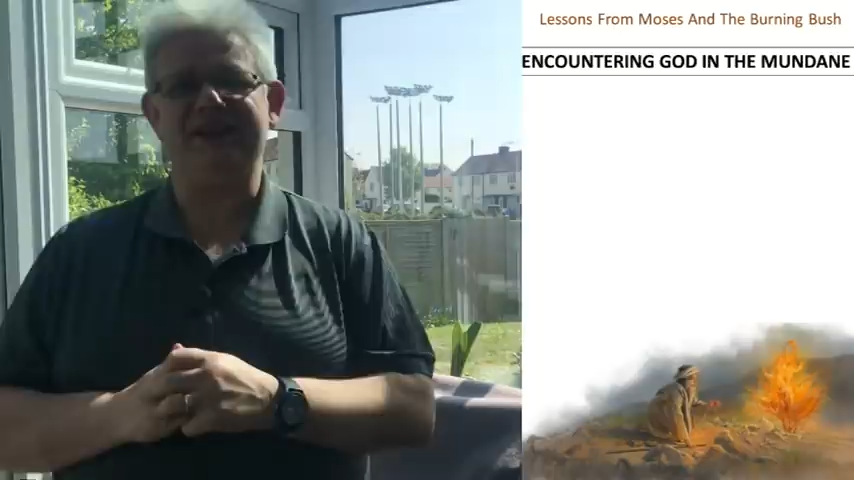 Lessons From Moses And The Burning Bush
ENCOUNTERING GOD IN THE MUNDANE